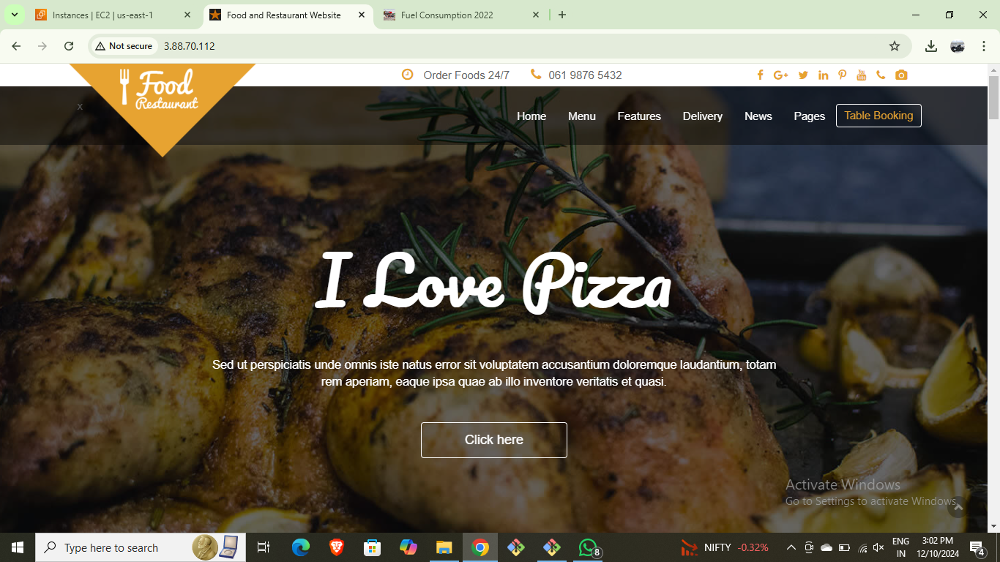 Instances | EC2 | us-east-1
Food and Restaurant Website
Fuel Consumption 2022
Not secure
3.88.70.112
Food
Restaurant
Order Foods 24/7
061 9876 5432
x
Home
Menu
Features
Delivery
News
Pages
Table Booking
I Love Pizza
Sed ut perspiciatis unde omnis iste natus error sit voluptatem accusantium doloremque laudantium, totam
rem aperiam, eaque ipsa quae ab illo inventore veritatis et quasi.
Click here
Activate Windows
Go to Settings to activate Windows.
Type here to search
8
NIFTY -0.32%
ENG
IN
3:02 PM
12/10/2024
4